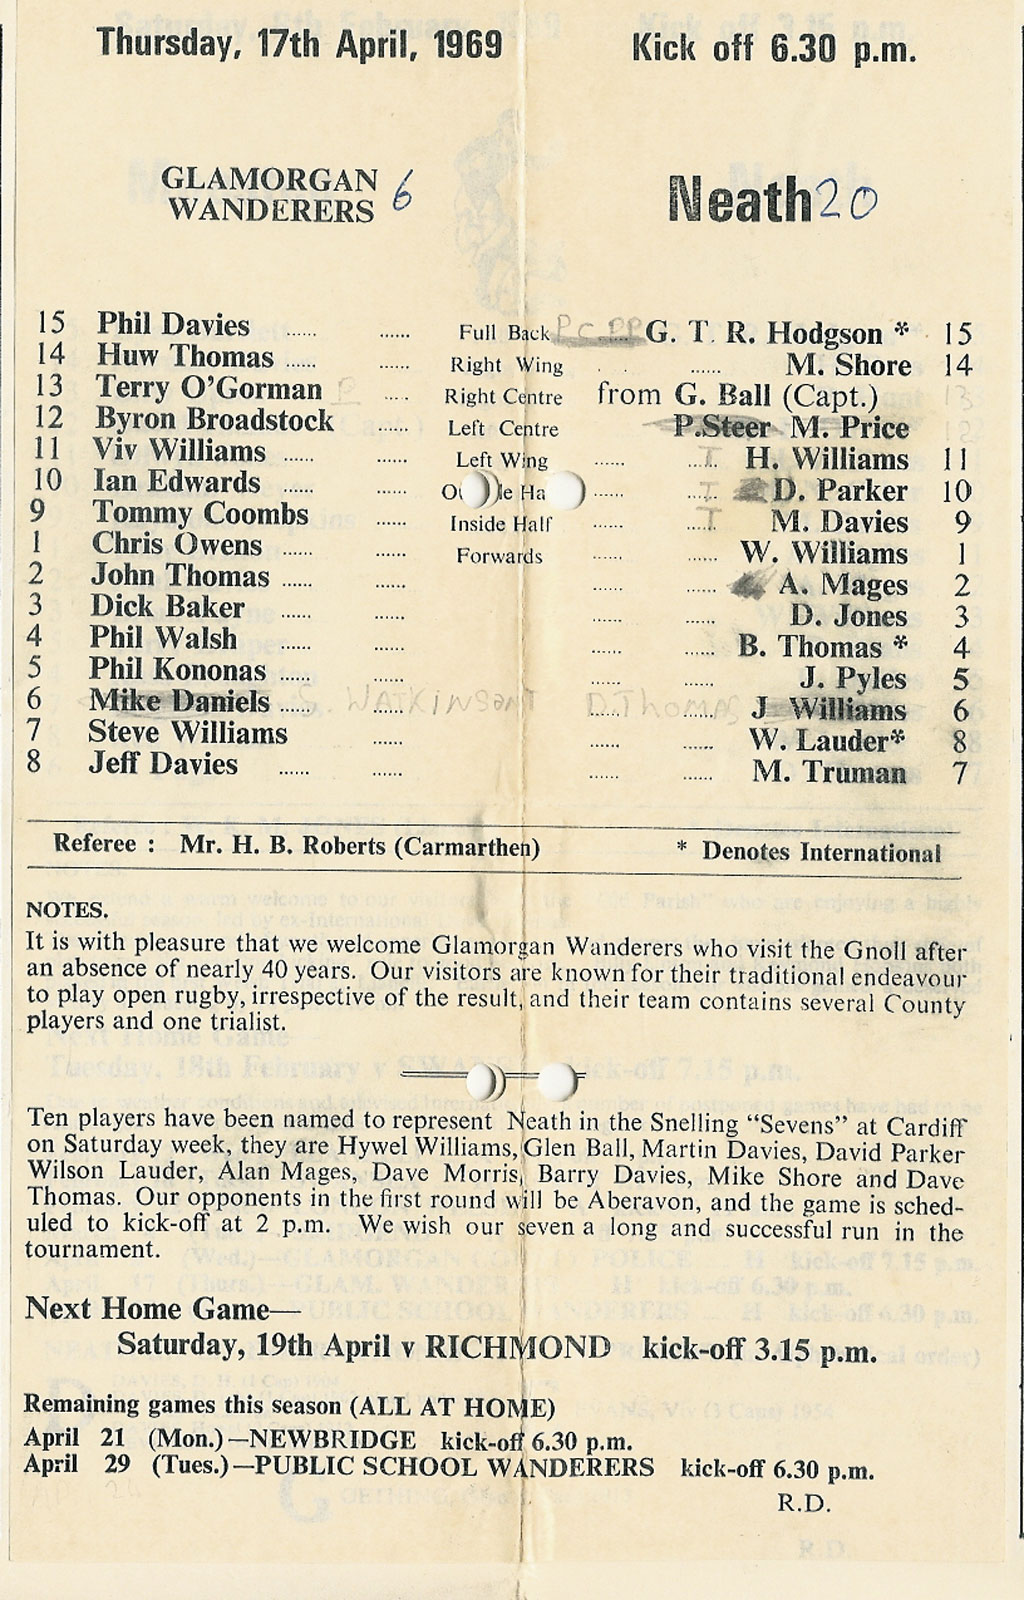 Thursday, 17th April, 1969 Kick off 6.30 p.m.
GLAMORGAN
WANDERERS 6 Neath 20
15 Phil Davies ...... ...... Full Back P C P P ...... G. T. R. Hodgson * 15
14 Huw Thomas ...... ...... Right Wing ...... M. Shore 14
13 Terry O'Gorman P .... Right Centre from G. Ball (Capt.) 13
12 Byron Broadstock ...... Left Centre P.Steer M. Price 12
11 Viv Williams ...... ...... Left Wing ...... ...... T H. Williams 11
10 Ian Edwards ...... ...... ...... T D. Parker 10
9 Tommy Coombs ...... Inside Half ...... ...... T M. Davies 9
1 Chris Owens ...... ...... Forwards ...... ...... W. Williams 1
2 John Thomas ...... ...... ...... ...... A. Mages 2
3 Dick Baker ...... ...... ...... ...... D. Jones 3
4 Phil Walsh ...... ...... ...... B. Thomas * 4
5 Phil Kononas ...... ...... ...... ...... J. Pyles 5
6 Mike Daniels ...... S. WATKINS D. Thomas ...... J Williams 6
7 Steve Williams ...... ...... ...... W. Lauder* 8
8 Jeff Davies ...... ...... ...... ...... M. Truman 7
Referee : Mr. H. B. Roberts (Carmarthen) * Denotes International
NOTES.
It is with pleasure that we welcome Glamorgan Wanderers who visit the Gnoll after
an absence of nearly 40 years. Our visitors are known for their traditional endeavour
to play open rugby, irrespective of the result, and their team contains several County
players and one trialist.
Ten players have been named to represent Neath in the Snelling "Sevens" at Cardiff
on Saturday week, they are Hywel Williams, Glen Ball, Martin Davies, David Parker
Wilson Lauder, Alan Mages, Dave Morris, Barry Davies, Mike Shore and Dave
Thomas. Our opponents in the first round will be Aberavon, and the game is sched-
uled to kick-off at 2 p.m. We wish our seven a long and successful run in the
tournament.
Next Home Game—
Saturday, 19th April v RICHMOND kick-off 3.15 p.m.
Remaining games this season (ALL AT HOME)
April 21 (Mon.)—NEWBRIDGE kick-off 6.30 p.m.
April 29 (Tues.)—PUBLIC SCHOOL WANDERERS kick-off 6.30 p.m.
R.D.